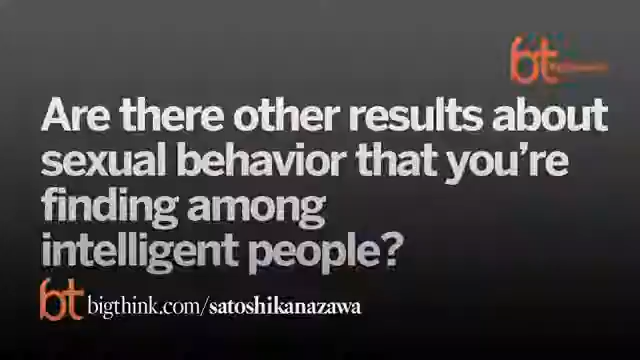 bt
Are there other results about
sexual behavior that you're
finding among
intelligent people?
bt bigthink.com/satoshikanazawa